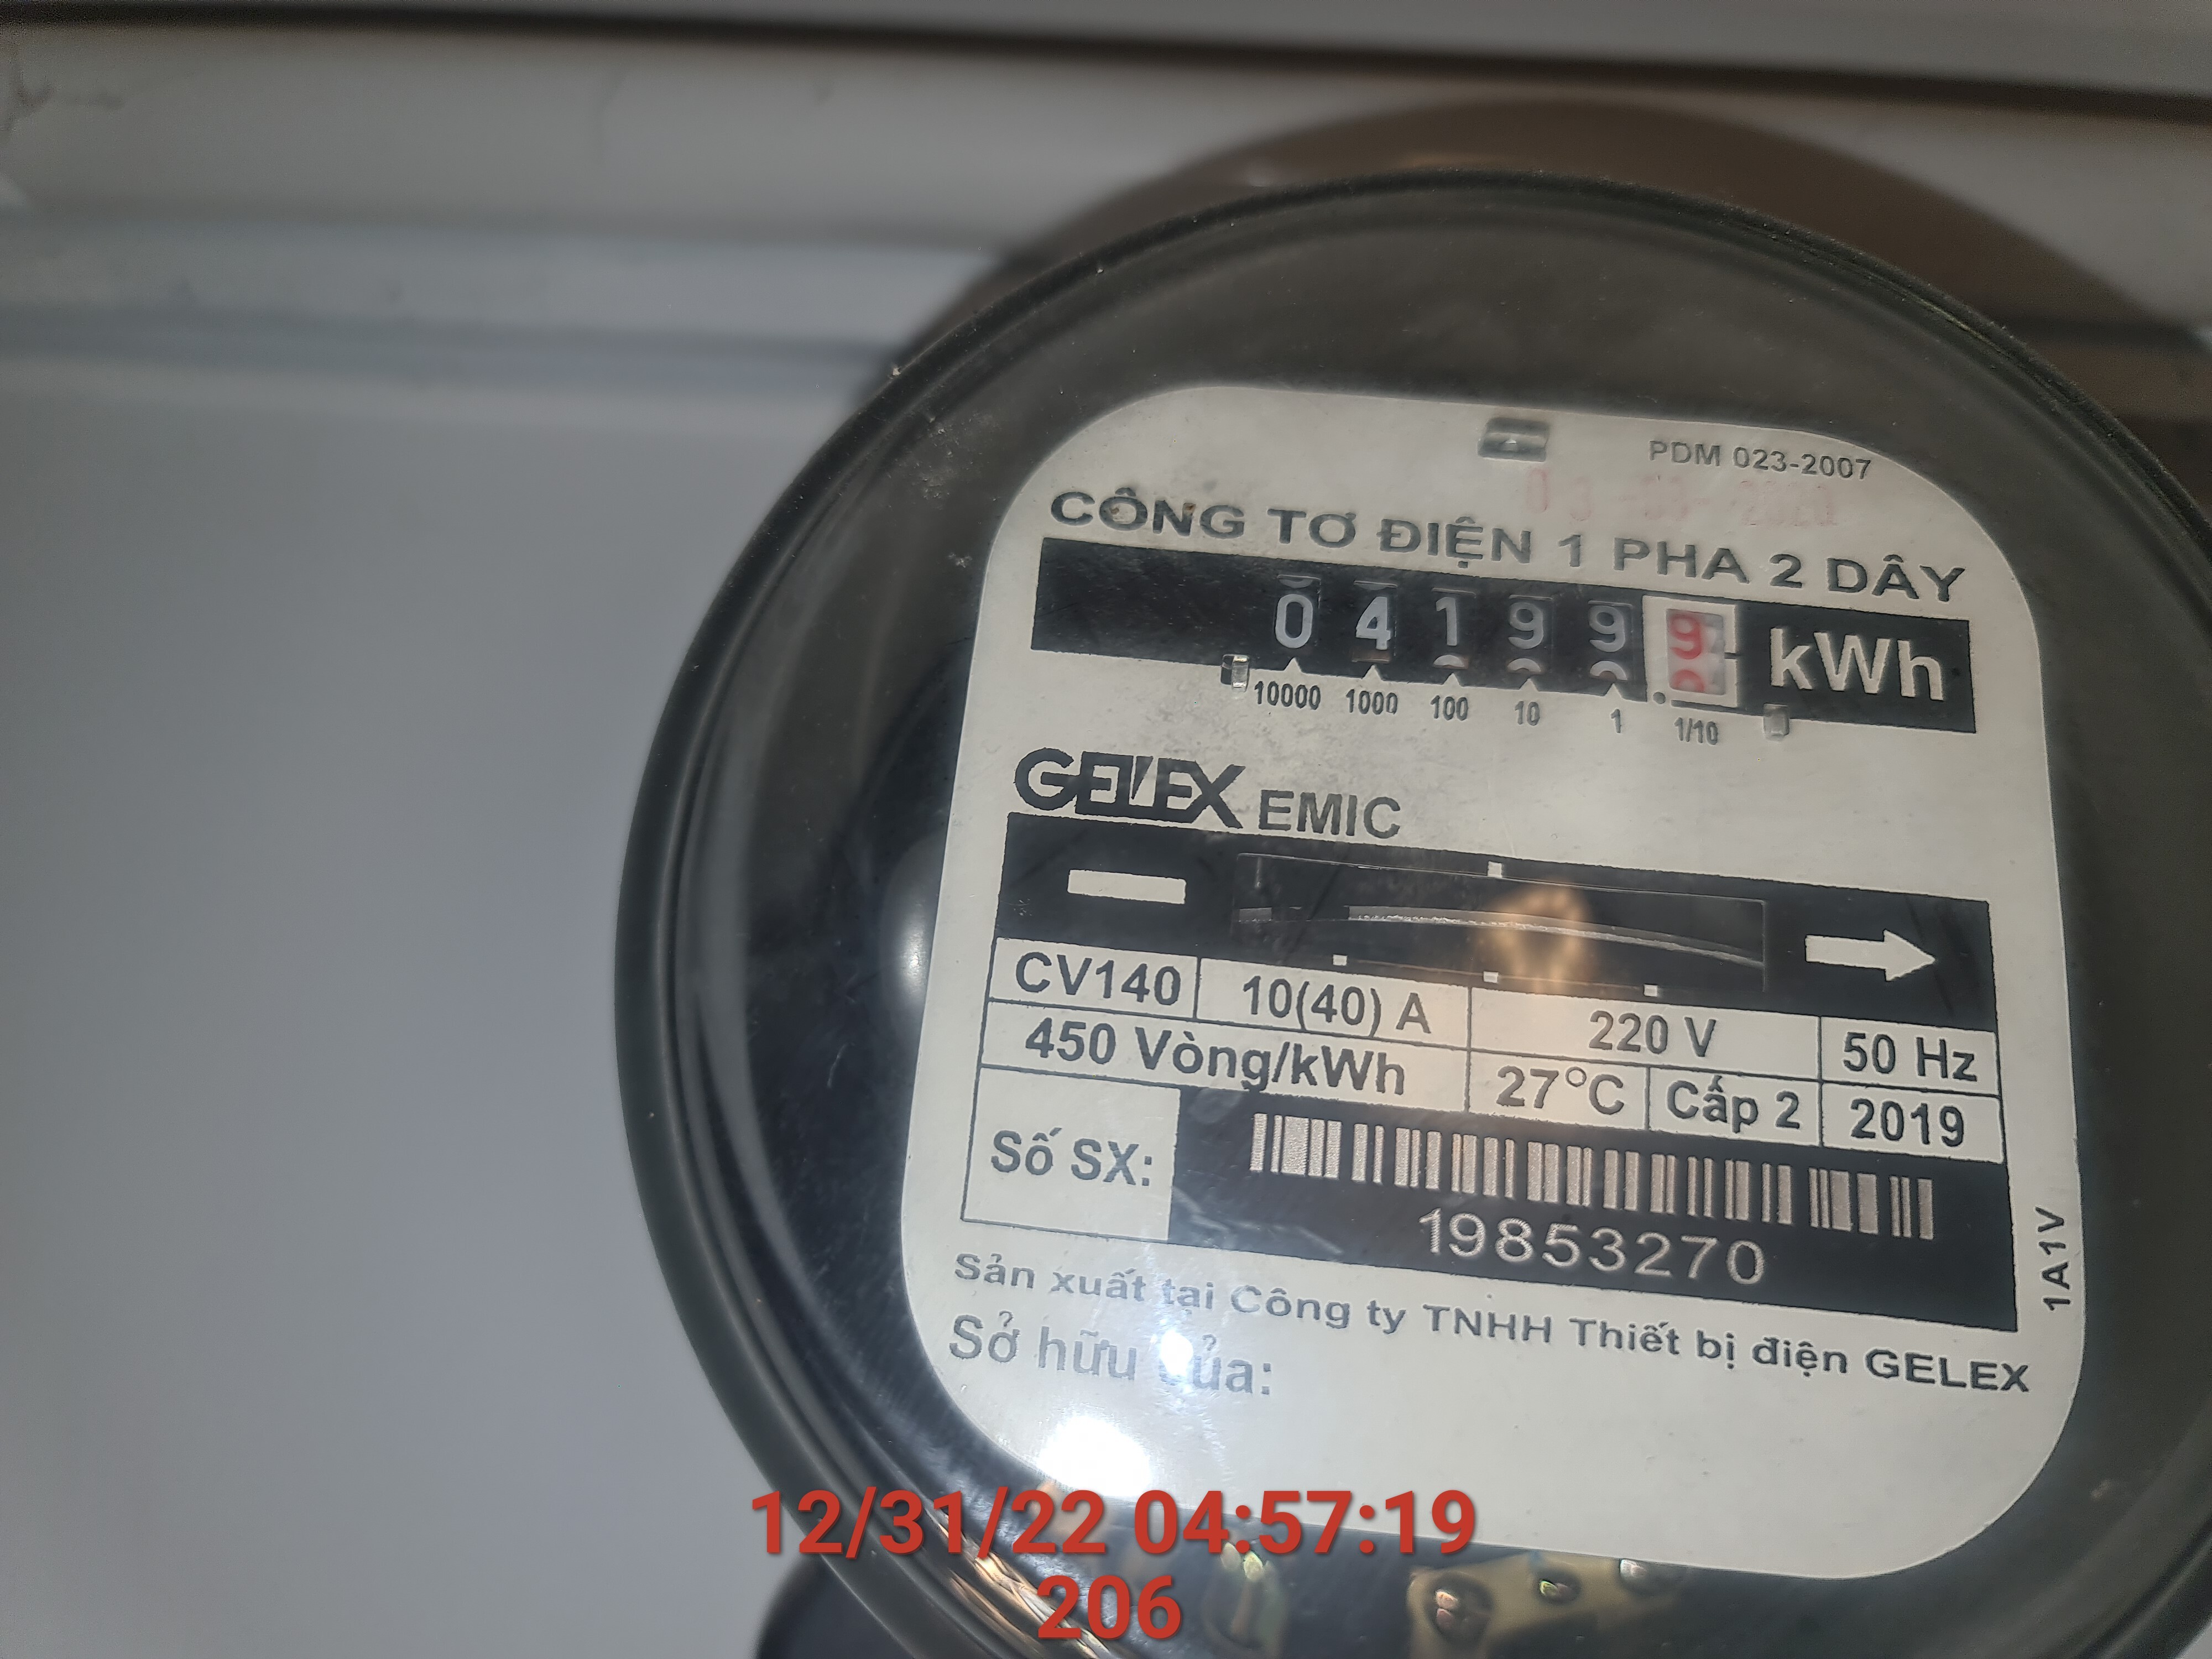 PDM 023-2007
CÔNG TƠ ĐIỆN 1 PHA 2 DÂY
0 4 1 9 9 9 kWh
10000 1000 100 10 1 1/10
GELEX EMIC
CV140 10(40) A 220 V 50 Hz
450 Vòng/kWh 27°C Cấp 2 2019
Số SX:
19853270
1A1V
Sản xuất tại Công ty TNHH Thiết bị điện GELEX
Sở hữu của:
12/31/22 04:57:19
206